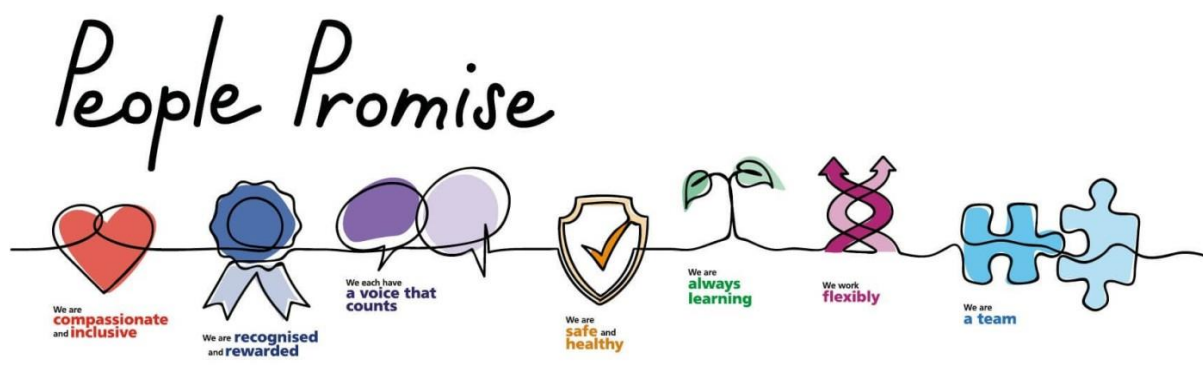 People Promise
We are
compassionate
and inclusive
We are recognised
and rewarded
We each have
a voice that
counts
We are
safe and
healthy
We are
always
learning
We work
flexibly
We are
a team